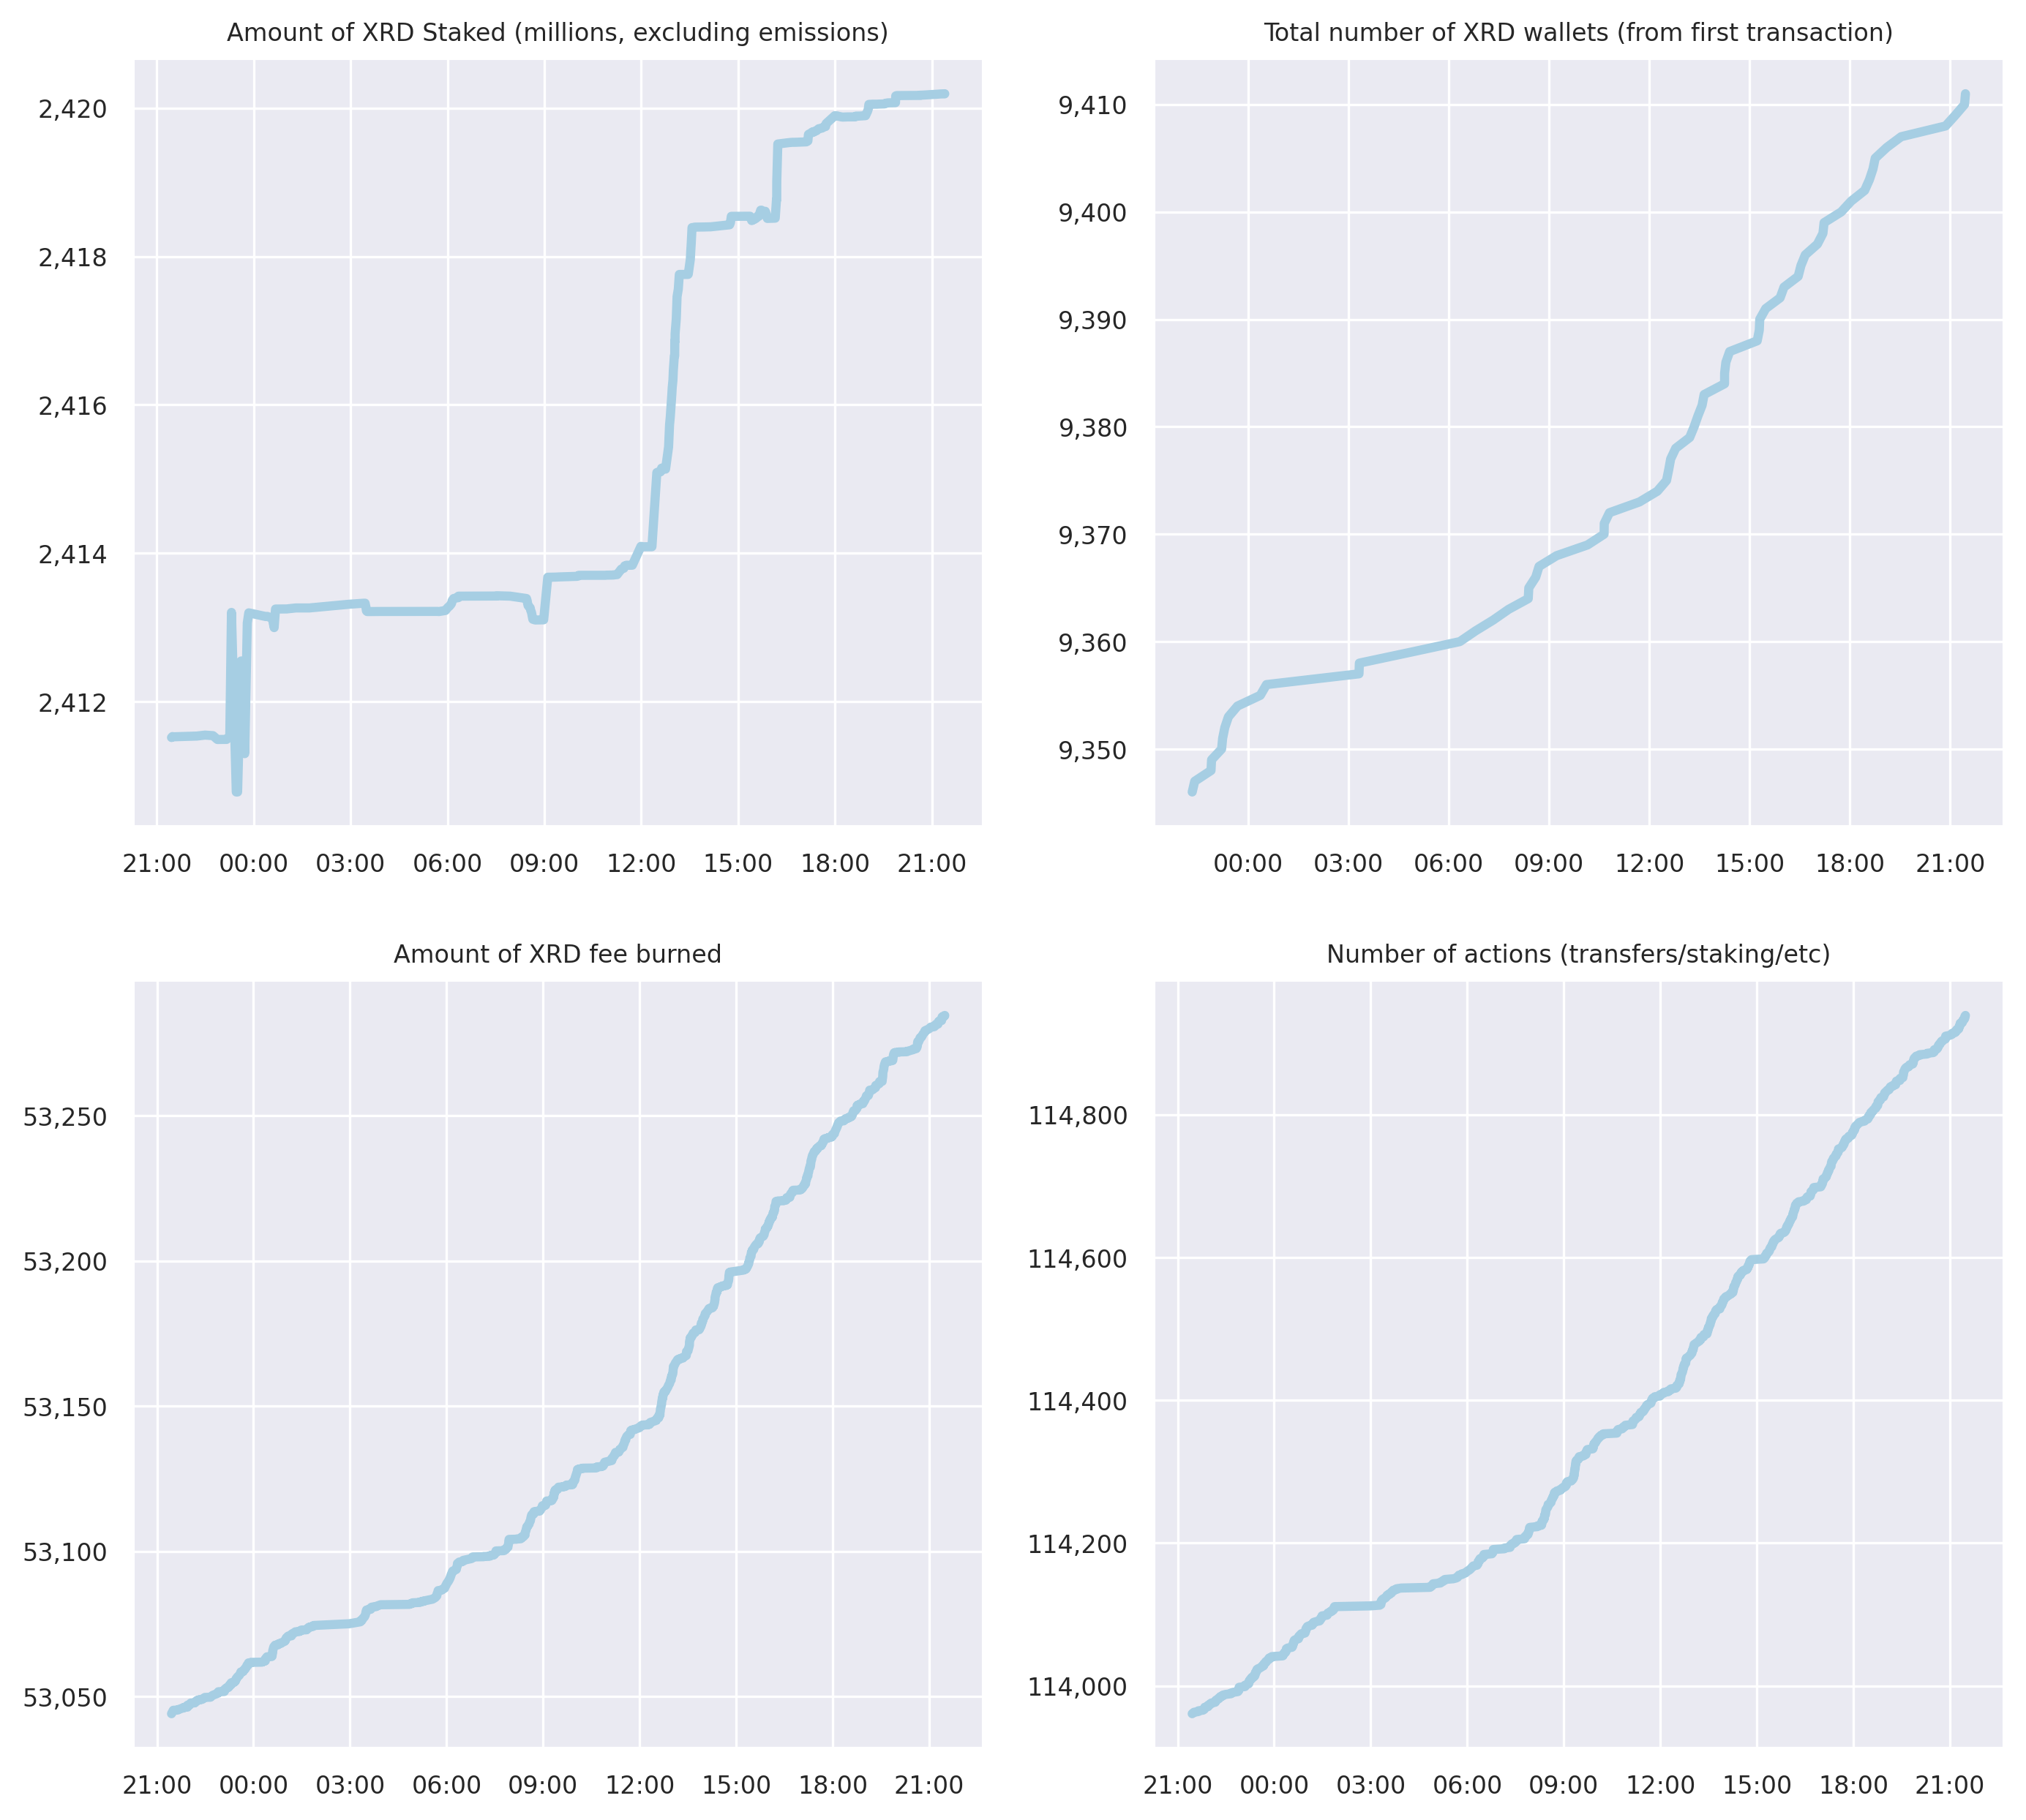 Amount of XRD Staked (millions, excluding emissions)
2,420
2,418
2,416
2,414
2,412
21:00 00:00 03:00 06:00 09:00 12:00 15:00 18:00 21:00
Total number of XRD wallets (from first transaction)
9,410
9,400
9,390
9,380
9,370
9,360
9,350
00:00 03:00 06:00 09:00 12:00 15:00 18:00 21:00
Amount of XRD fee burned
53,250
53,200
53,150
53,100
53,050
21:00 00:00 03:00 06:00 09:00 12:00 15:00 18:00 21:00
Number of actions (transfers/staking/etc)
114,800
114,600
114,400
114,200
114,000
21:00 00:00 03:00 06:00 09:00 12:00 15:00 18:00 21:00